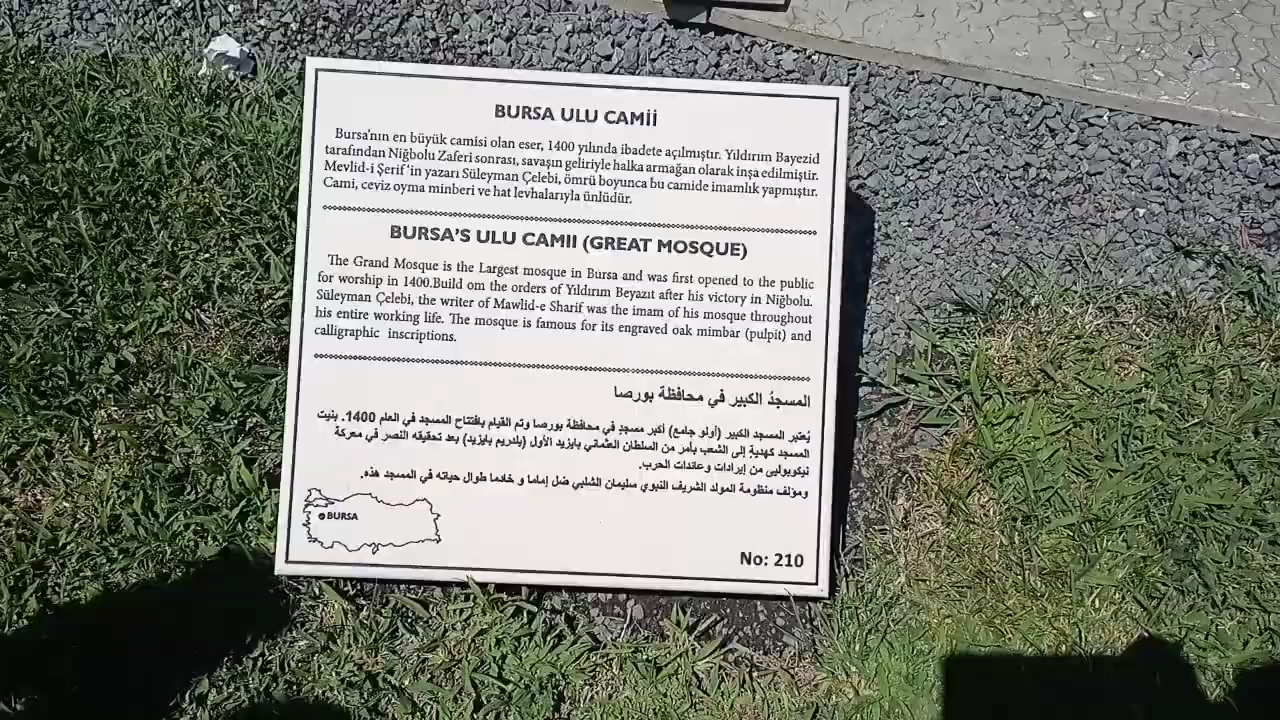 BURSA ULU CAMİİ
Bursa'nın en büyük camisi olan eser, 1400 yılında ibadete açılmıştır. Yıldırım Bayezid
tarafından Niğbolu Zaferi sonrası, savaşın geliriyle halka armağan olarak inşa edilmiştir.
Mevlid-i Şerif'in yazarı Süleyman Çelebi, ömrü boyunca bu camide imamlık yapmıştır.
Cami, ceviz oyma minberi ve hat levhalarıyla ünlüdür.
BURSA'S ULU CAMII (GREAT MOSQUE)
The Grand Mosque is the Largest mosque in Bursa and was first opened to the public
for worship in 1400.Build om the orders of Yıldırım Beyazıt after his victory in Niğbolu.
Süleyman Çelebi, the writer of Mawlid-e Sharif was the imam of his mosque throughout
his entire working life. The mosque is famous for its engraved oak mimbar (pulpit) and
calligraphic inscriptions.
المسجدُ الكبير في محافظة بورصا
يُعتبر المسجد الكبير (أولو جامع) أكبر مسجدٍ في محافظة بورصا وتم القيام بافتتاح المسجد في العام 1400. بنيت
المسجد كهديةٍ إلى الشعب بأمر من السلطان العثماني بايزيد الأول (يلدريم بايزيد) بعد تحقيقه النصر في معركة
نيكوبوليى من إيرادات وعائدات الحرب.
ومؤلف منظومة المولد الشريف النبوي سليمان الشلبي ضل إماما و خادما طوال حياته في المسجد هذه.
BURSA
No: 210